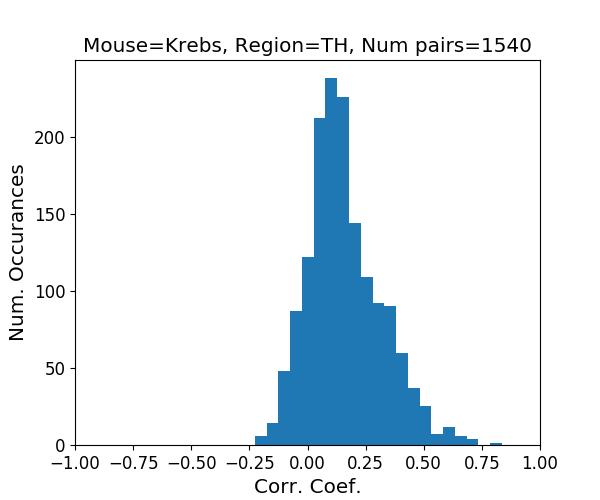 Mouse=Krebs, Region=TH, Num pairs=1540
Num. Occurances
200
150
100
50
0
−1.00 −0.75 −0.50 −0.25 0.00 0.25 0.50 0.75 1.00
Corr. Coef.